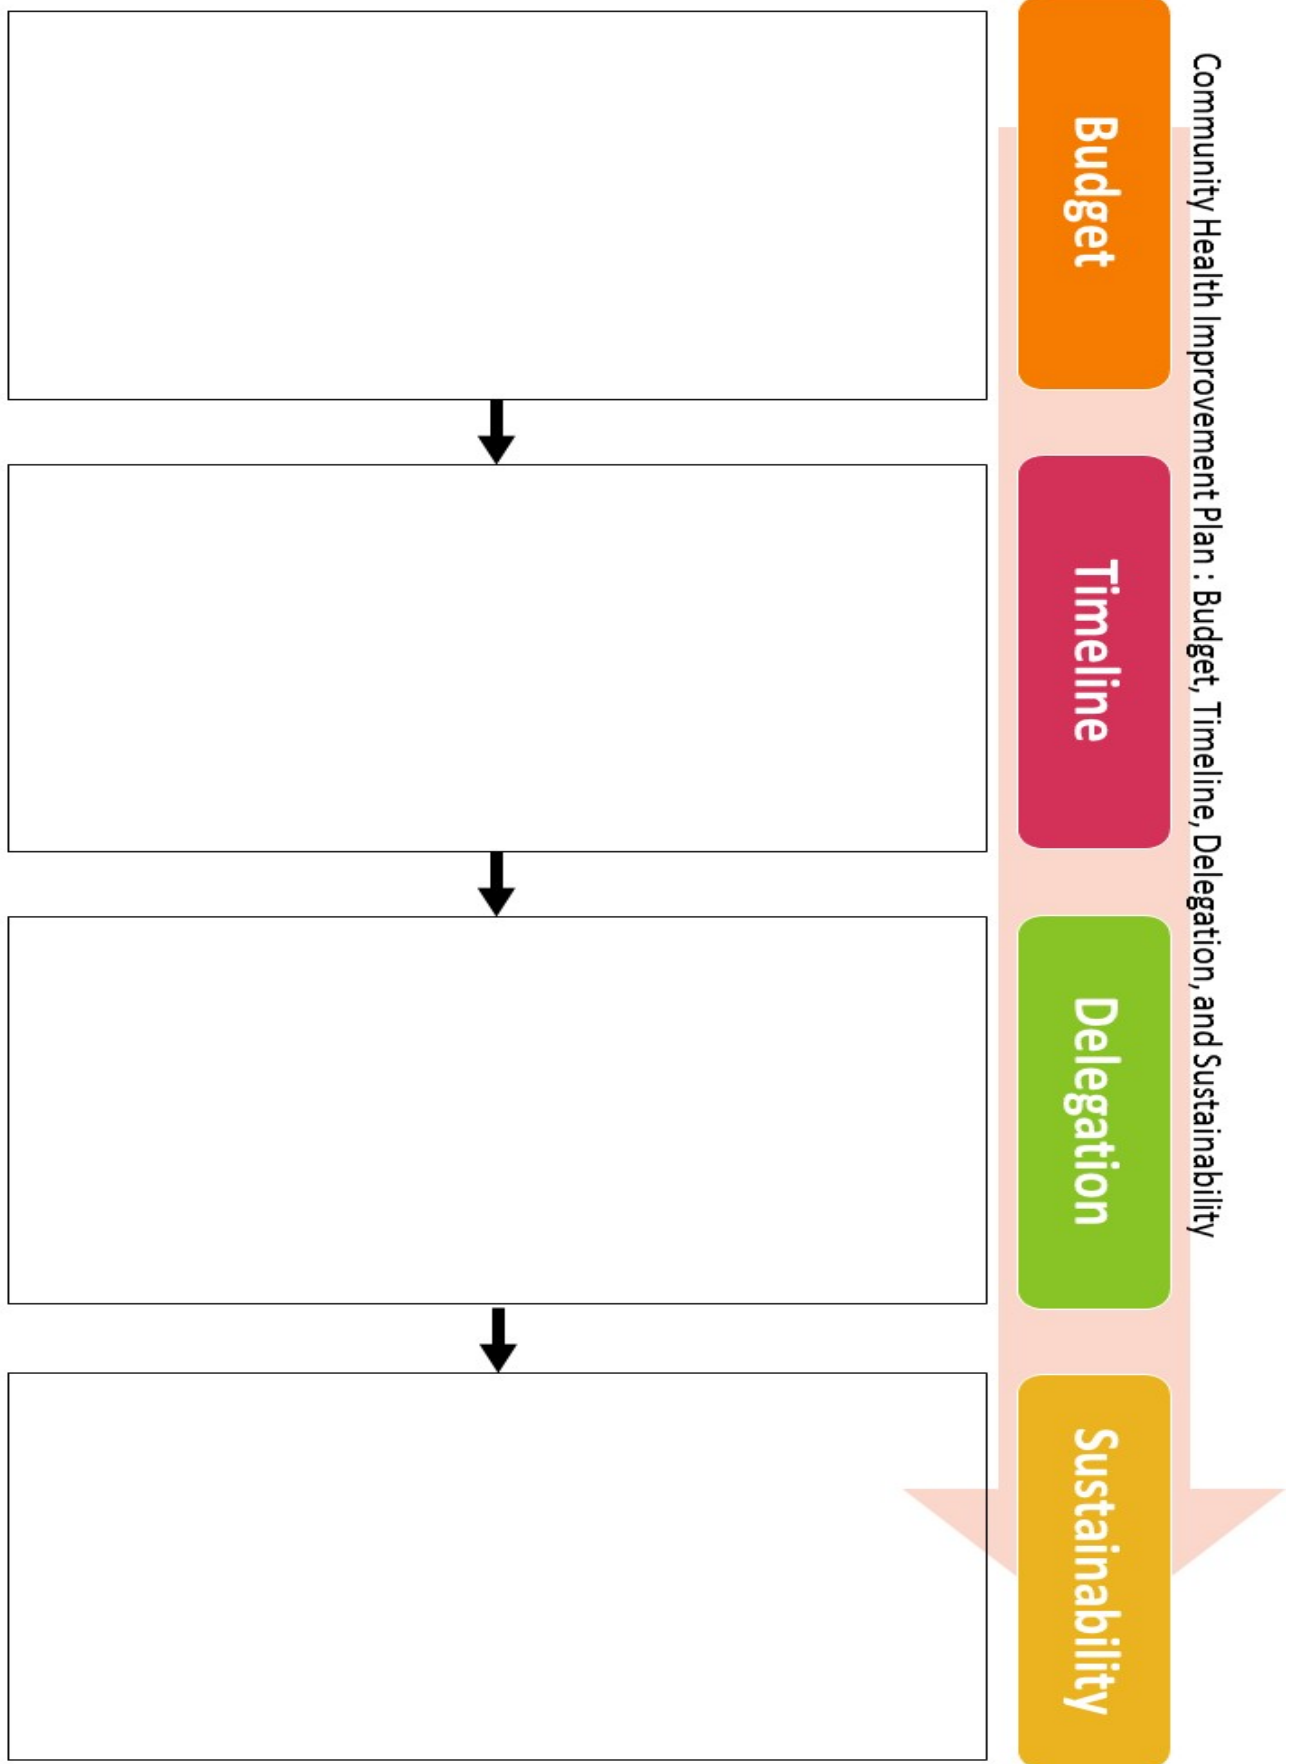 Community Health Improvement Plan : Budget, Timeline, Delegation, and Sustainability
Budget
Timeline
Delegation
Sustainability